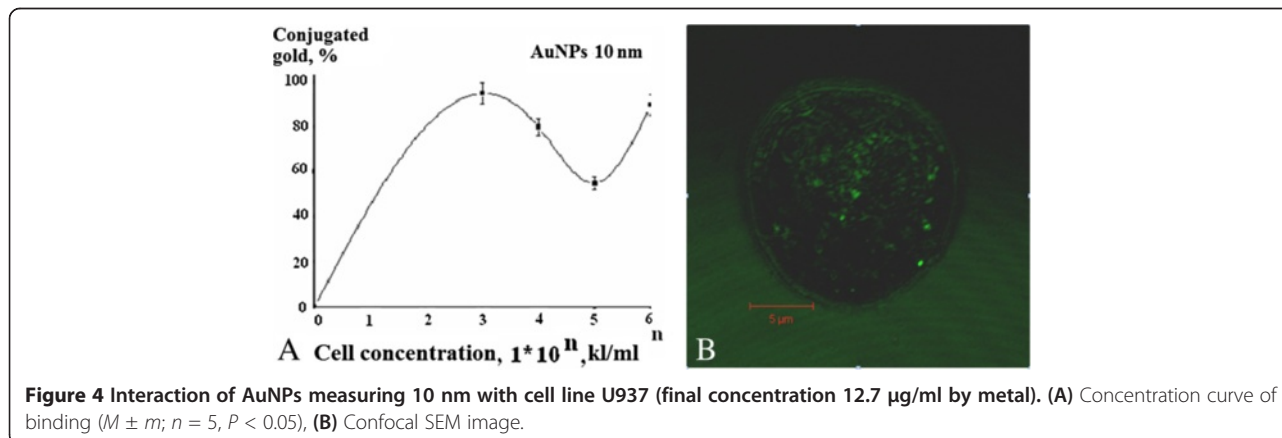 Conjugated
gold, %
AuNPs 10 nm
100
80
60
40
20
0
0 1 2 3 4 5 6
n
A Cell concentration, 1*10 n, kl/ml
5 µm
B
Figure 4 Interaction of AuNPs measuring 10 nm with cell line U937 (final concentration 12.7 µg/ml by metal). (A) Concentration curve of
binding (M ± m; n = 5, P < 0.05), (B) Confocal SEM image.